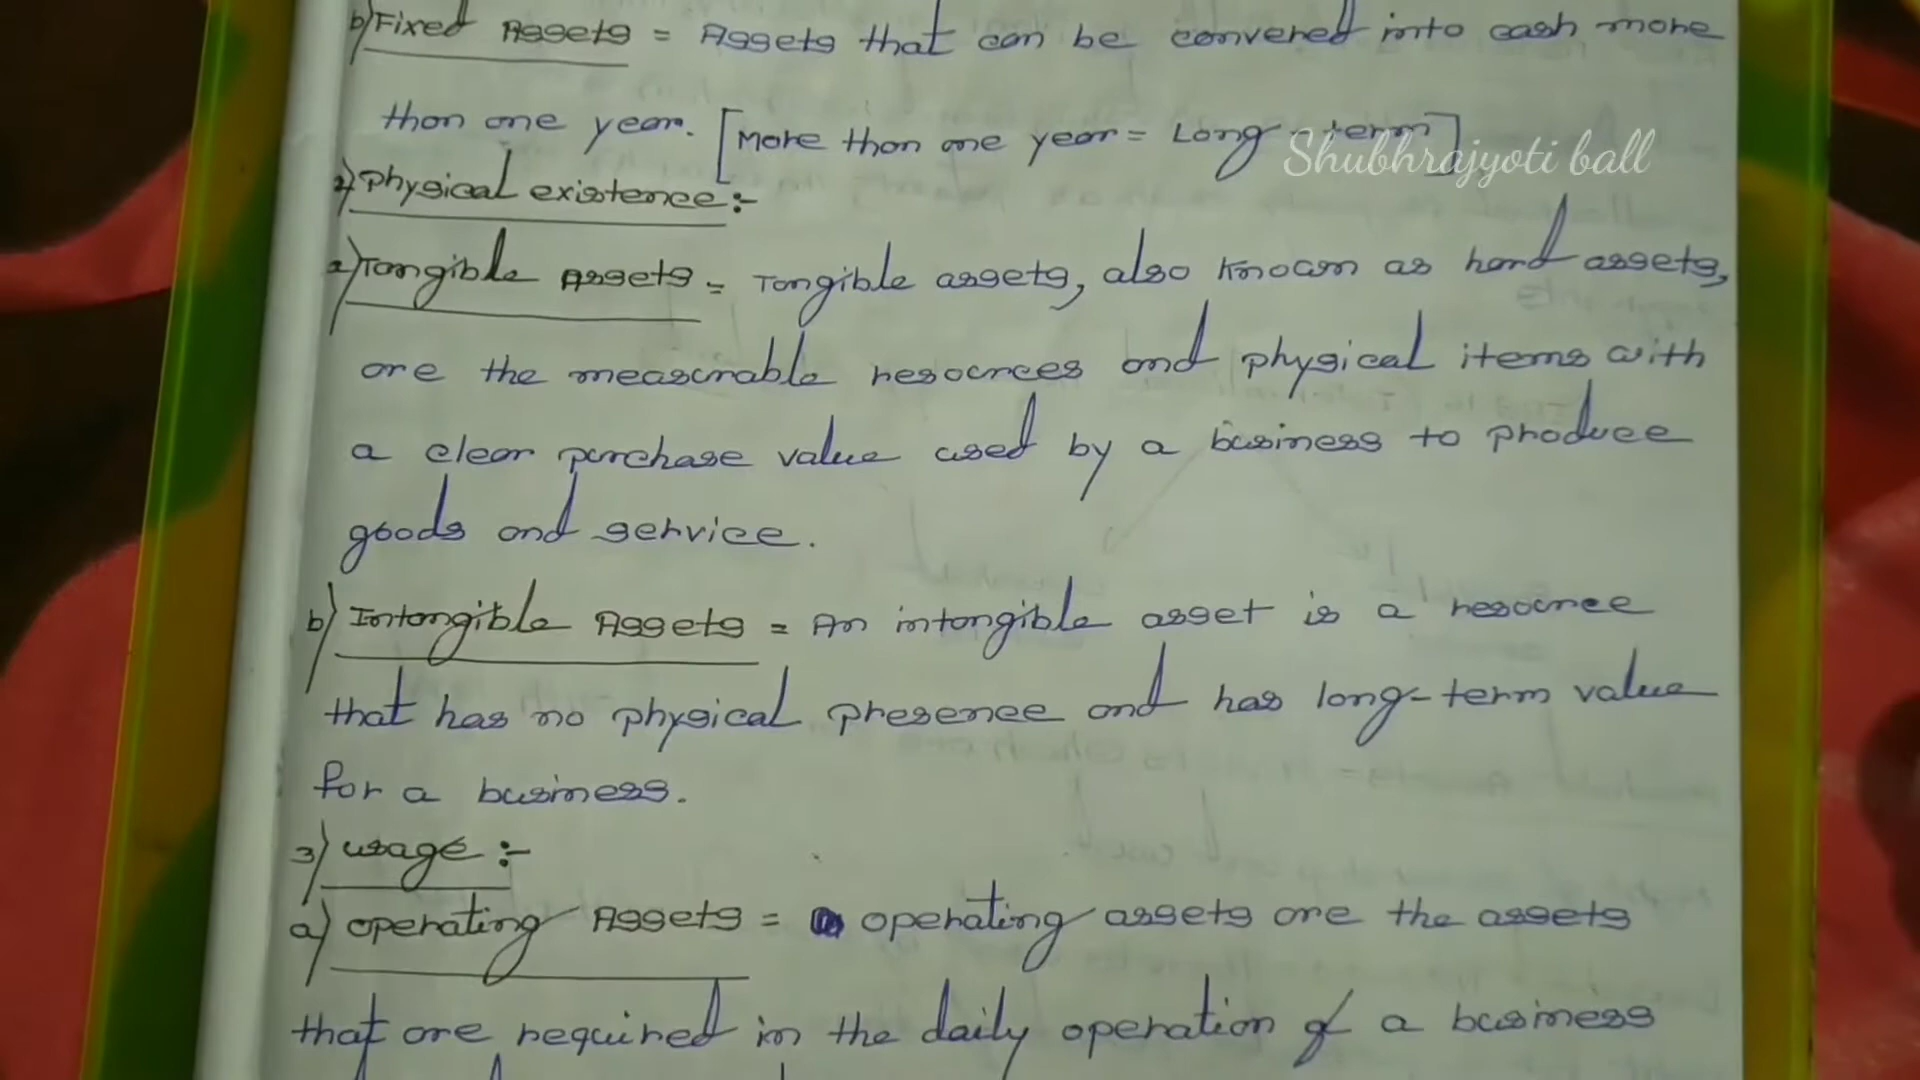 b) Fixed Assets = Assets that can be convered into cash more
than one year. [More than one year = Long-term]
Shubhrajyoti ball
2) Physical existence:-
a) Tangible Assets = Tangible assets, also known as hard assets,
are the measurable resources and physical items with
a clear purchase value used by a business to produce
goods and service.
b) Intangible Assets = An intangible asset is a resource
that has no physical presence and has long-term value
for a business.
3) usage :-
a) operating Assets = operating assets are the assets
that are required in the daily operation of a business